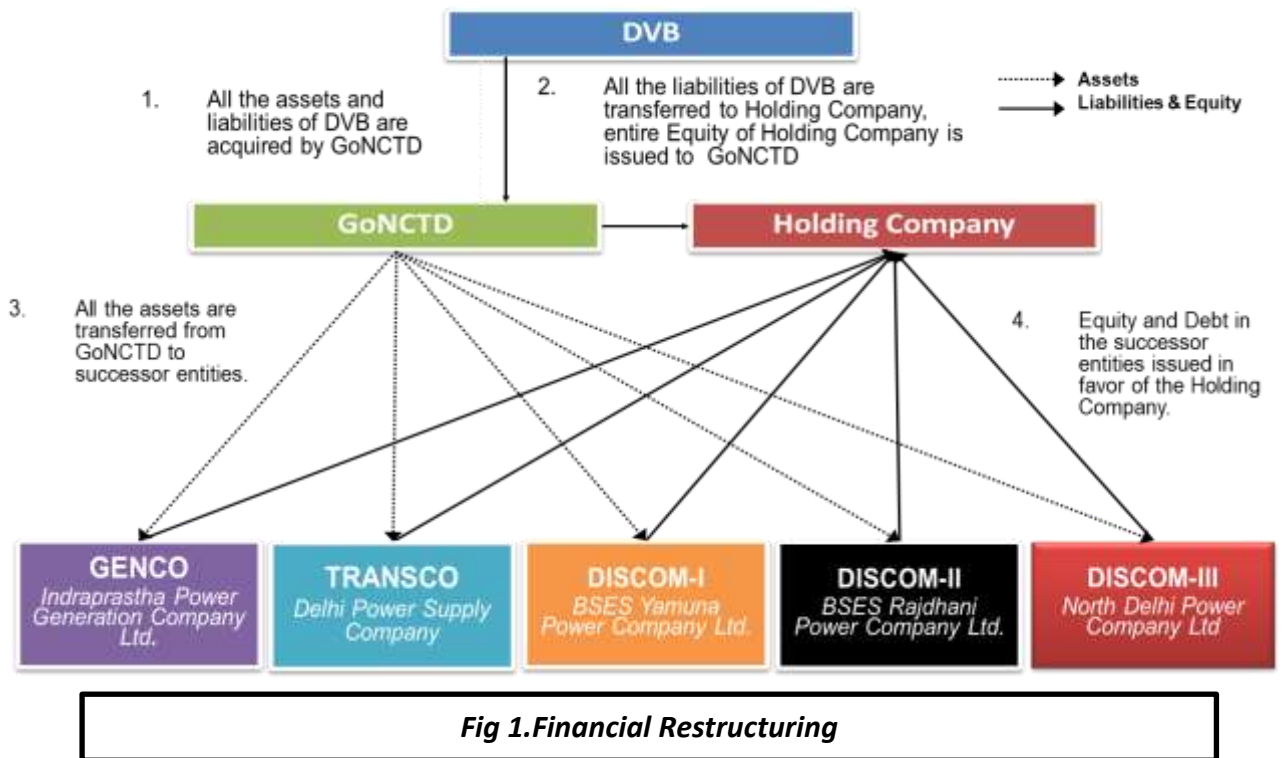 DVB
1. All the assets and
liabilities of DVB are
acquired by GoNCTD
2. All the liabilities of DVB are
transferred to Holding Company,
entire Equity of Holding Company is
issued to GoNCTD
Assets
Liabilities & Equity
GoNCTD
Holding Company
3. All the assets are
transferred from
GoNCTD to
successor entities.
4. Equity and Debt in
the successor
entities issued in
favor of the Holding
Company.
GENCO
Indraprastha Power
Generation Company
Ltd.
TRANSCO
Delhi Power Supply
Company
DISCOM-I
BSES Yamuna
Power Company Ltd.
DISCOM-II
BSES Rajdhani
Power Company Ltd.
DISCOM-III
North Delhi Power
Company Ltd
Fig 1.Financial Restructuring